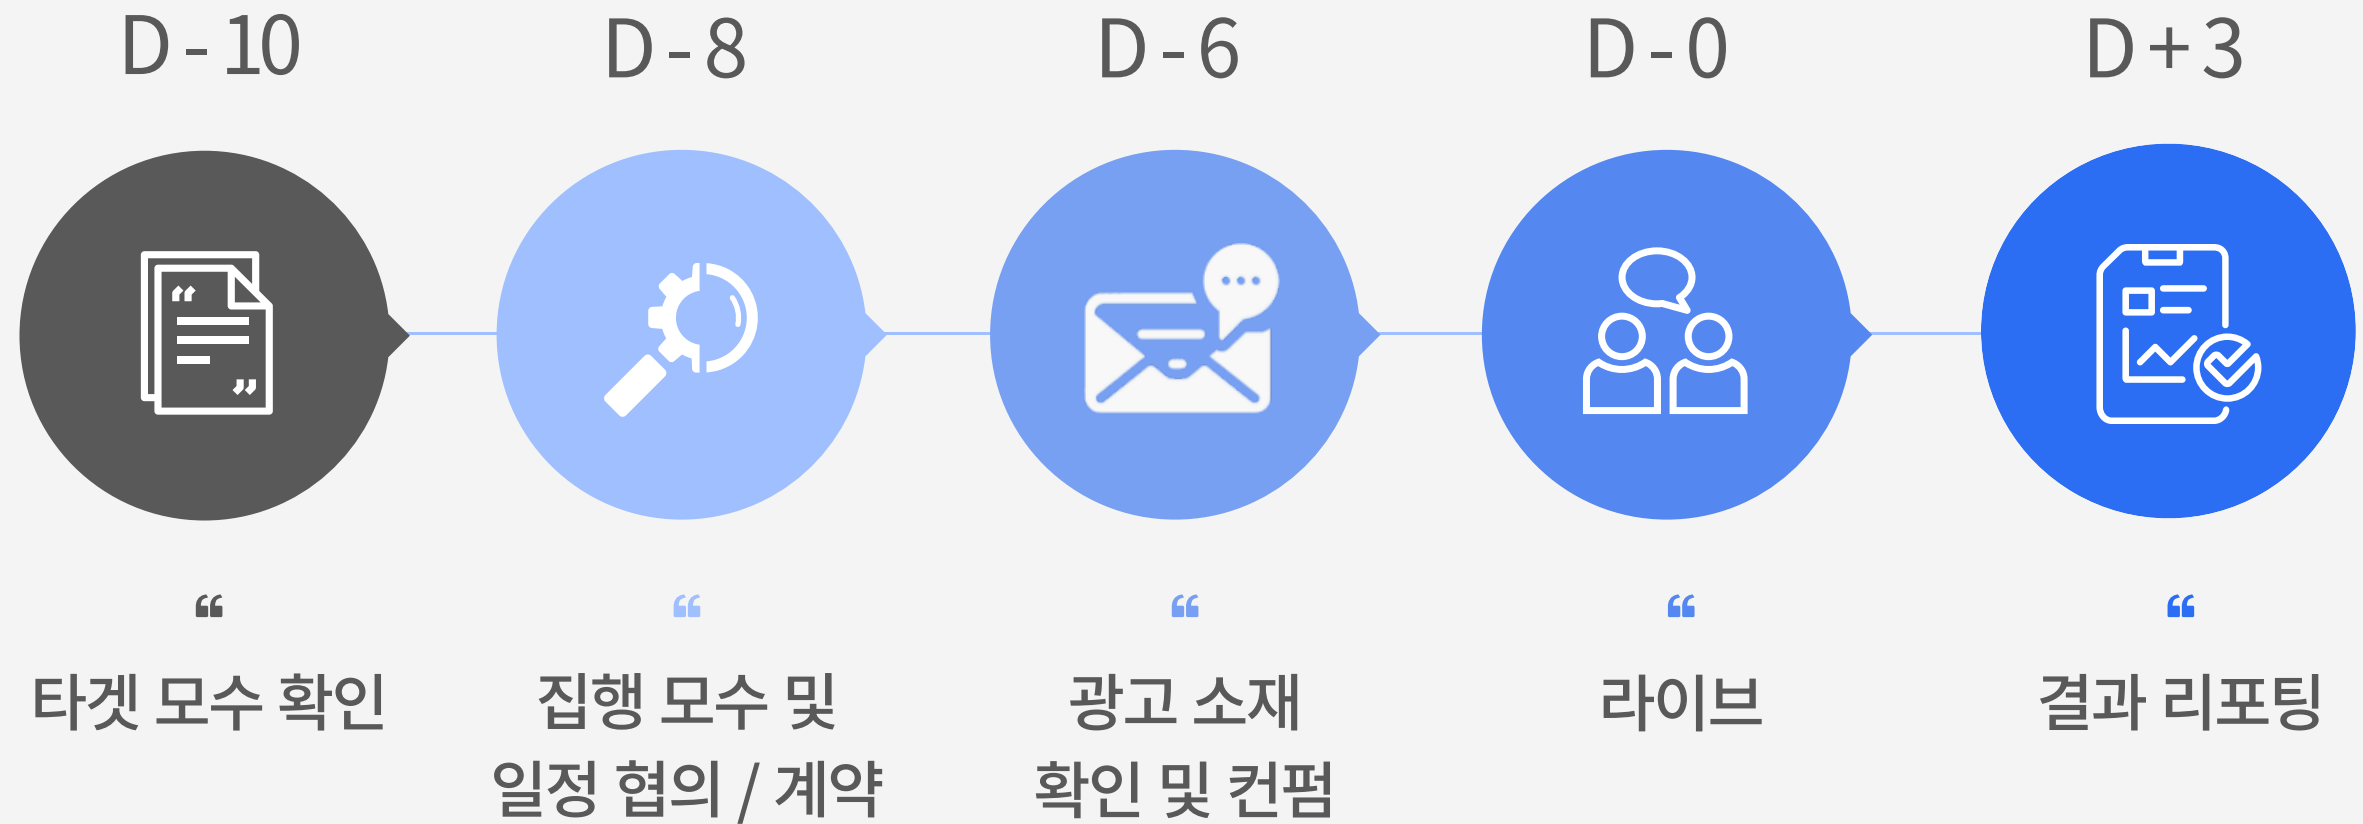 D-10
D-8
D-6
D-0
D+3
“
“
“
“
“
타겟 모수 확인
집행 모수 및
일정 협의 / 계약
광고 소재
확인 및 컨펌
라이브
결과 리포팅